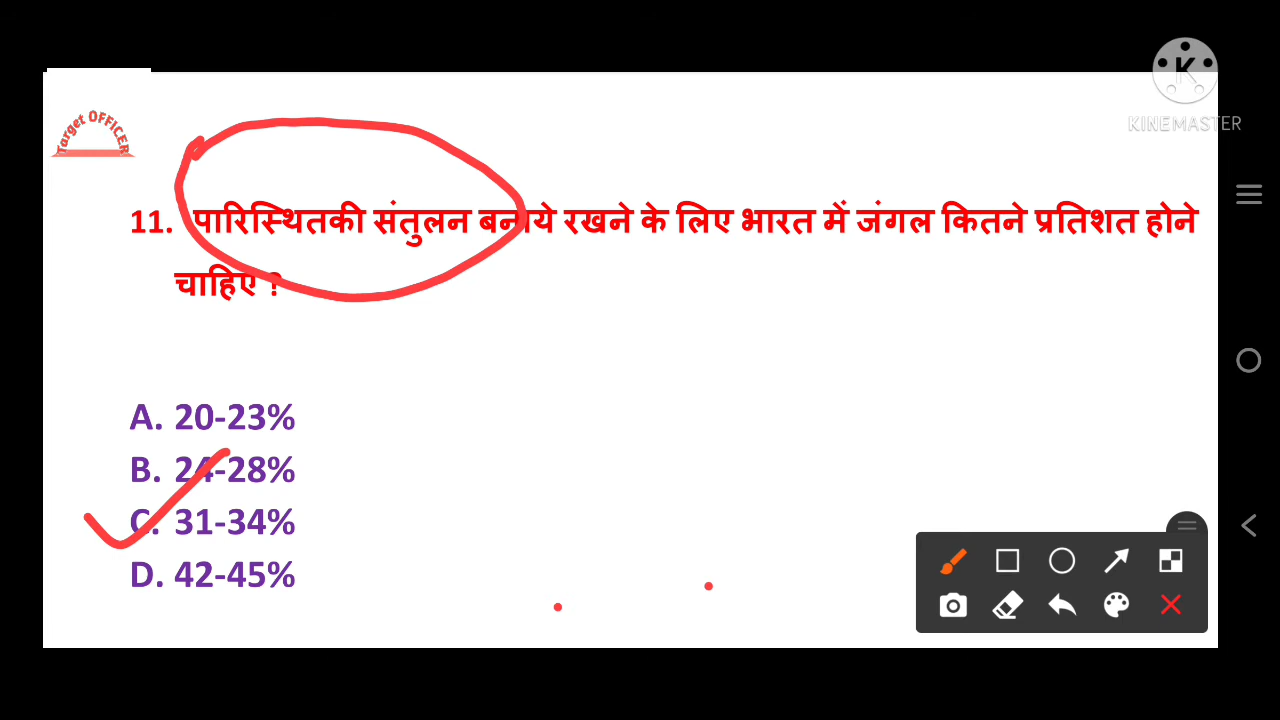 Target OFFICER
KINEMASTER
11. पारिस्थितकी संतुलन बनाये रखने के लिए भारत में जंगल कितने प्रतिशत होने
चाहिए ?
A. 20-23%
B. 24-28%
C. 31-34%
D. 42-45%